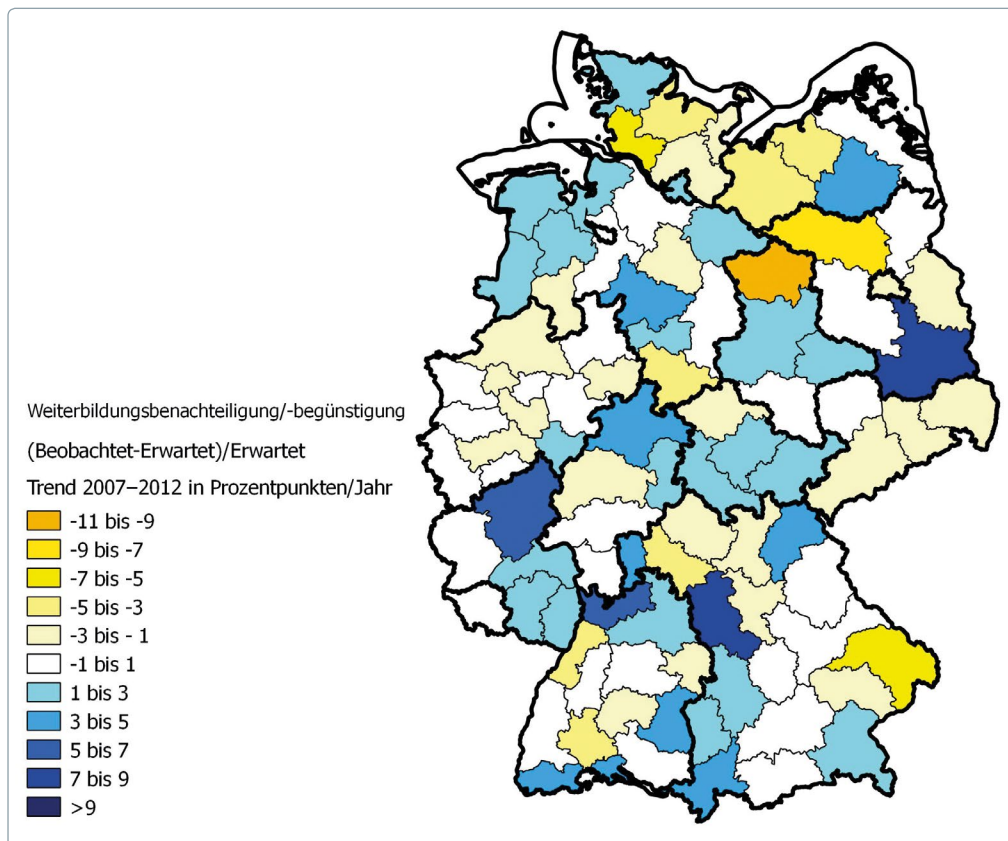 Weiterbildungsbenachteiligung/-begünstigung
(Beobachtet-Erwartet)/Erwartet
Trend 2007–2012 in Prozentpunkten/Jahr
-11 bis -9
-9 bis -7
-7 bis -5
-5 bis -3
-3 bis - 1
-1 bis 1
1 bis 3
3 bis 5
5 bis 7
7 bis 9
>9